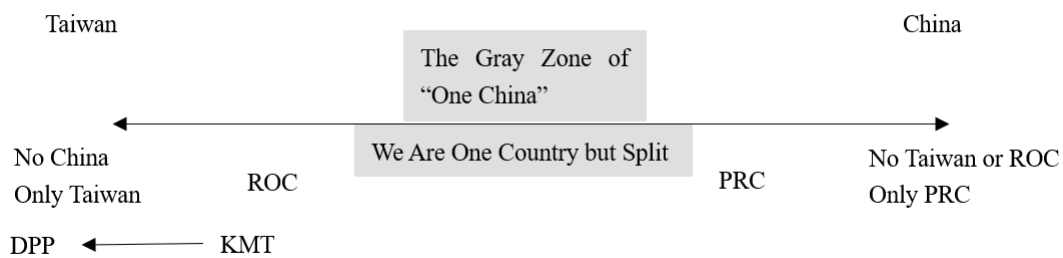 Taiwan
China
The Gray Zone of
“One China”
We Are One Country but Split
No China
Only Taiwan
ROC
PRC
No Taiwan or ROC
Only PRC
DPP
KMT